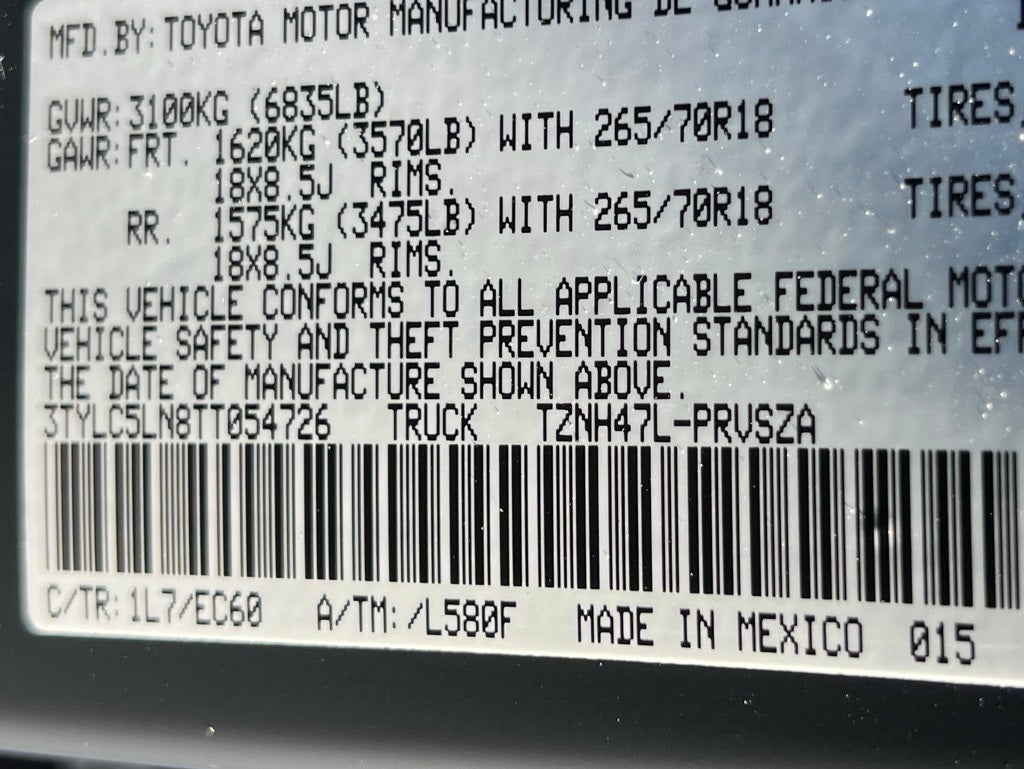 MFD.BY: TOYOTA MOTOR MANUFACTURING DE
GVWR: 3100KG (6835LB)
GAWR: FRT. 1620KG (3570LB) WITH 265/70R18 TIRES,
18X8.5J RIMS.
RR. 1575KG (3475LB) WITH 265/70R18 TIRES,
18X8.5J RIMS.
THIS VEHICLE CONFORMS TO ALL APPLICABLE FEDERAL MOTO
VEHICLE SAFETY AND THEFT PREVENTION STANDARDS IN EFF
THE DATE OF MANUFACTURE SHOWN ABOVE.
3TYLC5LN8TT054726 TRUCK TZNH47L-PRVSZA
C/TR: 1L7/EC60 A/TM: /L580F MADE IN MEXICO 015